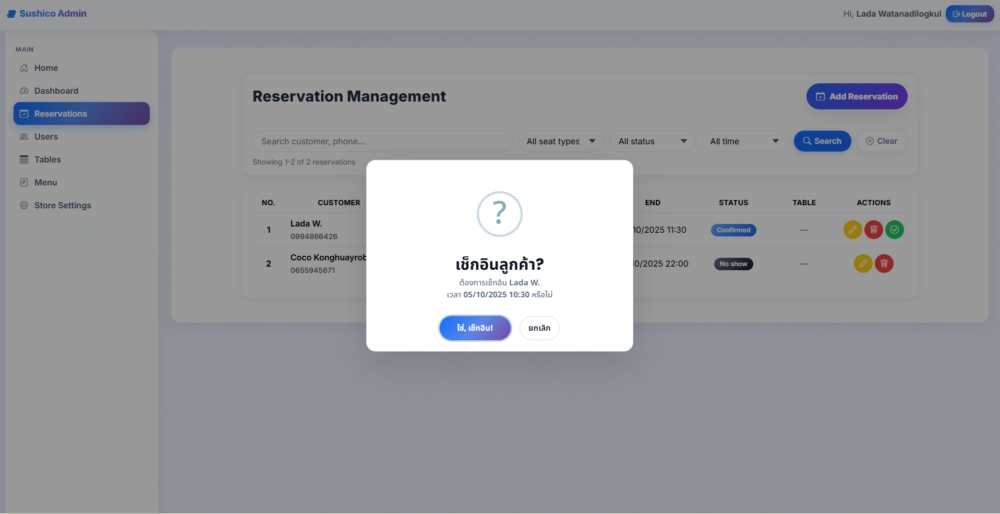 Sushico Admin
Hi, Lada Watanadilogkul
Logout
MAIN
Home
Dashboard
Reservations
Users
Tables
Menu
Store Settings
Reservation Management
Add Reservation
Search customer, phone...
All seat types
All status
All time
Search
Clear
Showing 1-2 of 2 reservations
NO.
CUSTOMER
END
STATUS
TABLE
ACTIONS
1
Lada W.
0994866426
10/2025 11:30
Confirmed
—
2
Coco Konghuayrob
0655945671
10/2025 22:00
No show
—
?
เช็กอินลูกค้า?
ต้องการเช็กอิน Lada W.
เวลา 05/10/2025 10:30 หรือไม่
ใช่, เช็กอิน!
ยกเลิก